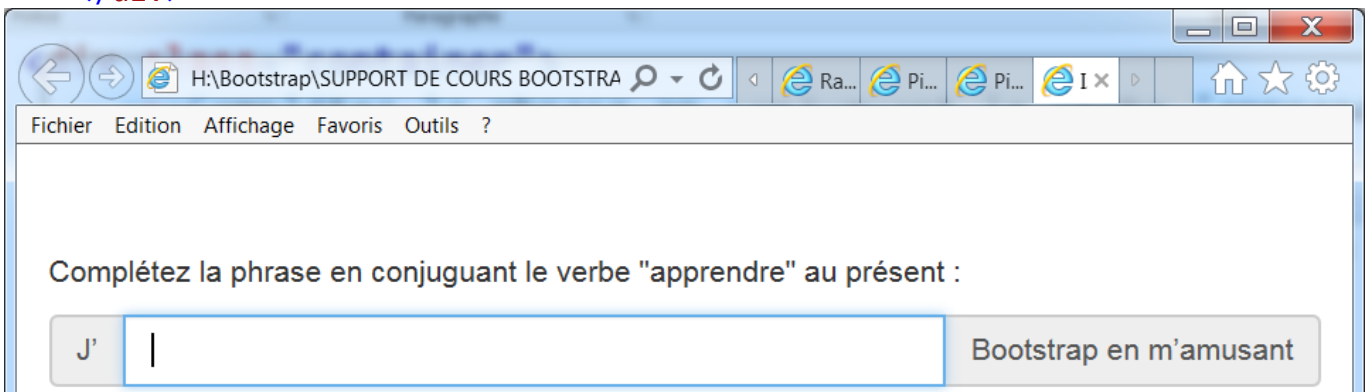 H:\Bootstrap\SUPPORT DE COURS BOOTSTRA
Ra... Pi... Pi... I
Fichier Edition Affichage Favoris Outils ?
Complétez la phrase en conjuguant le verbe "apprendre" au présent :
J’ Bootstrap en m’amusant